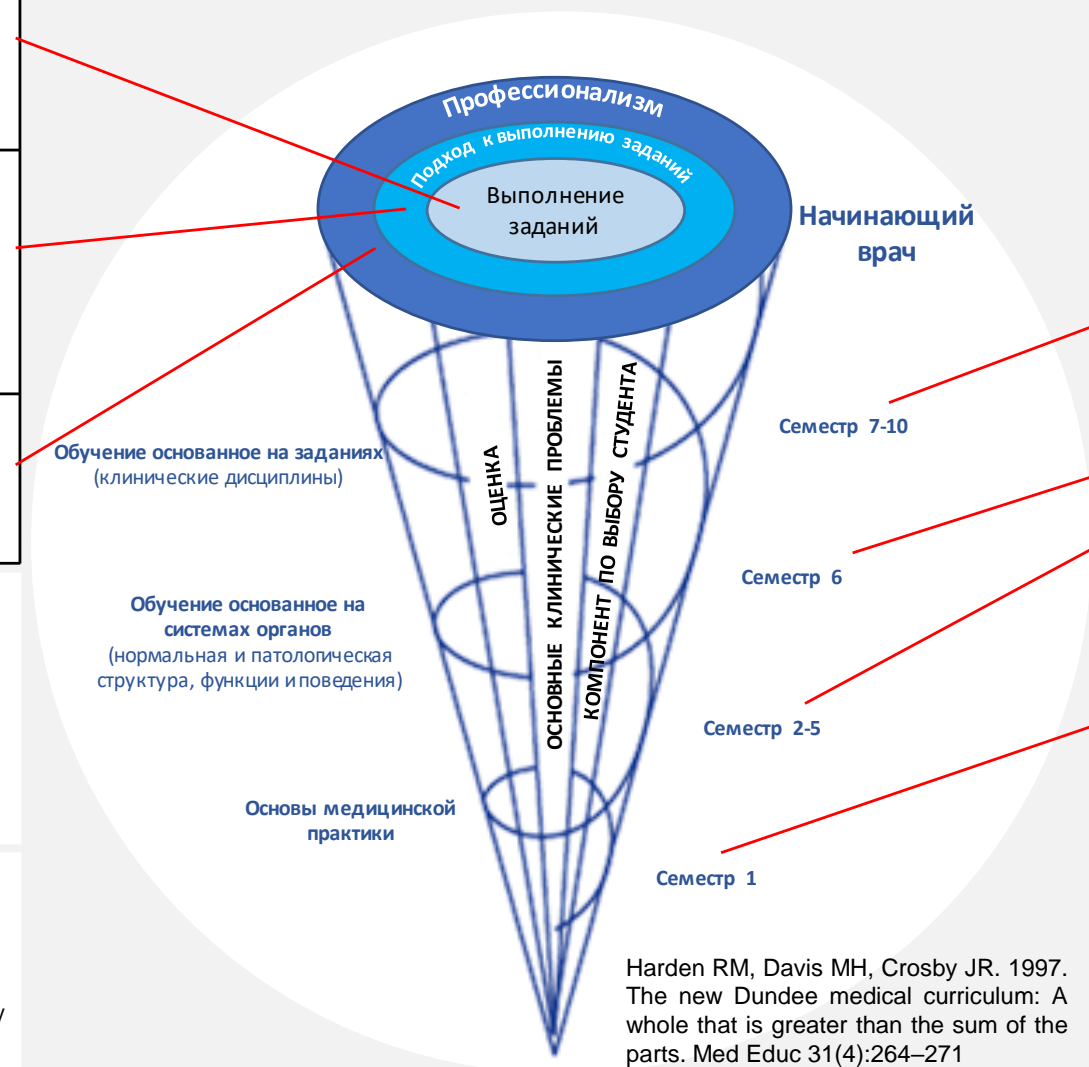 Профессионализм
Подход к выполнению заданий
Выполнение
заданий
Начинающий
врач
ОЦЕНКА
ОСНОВНЫЕ КЛИНИЧЕСКИЕ ПРОБЛЕМЫ
КОМПОНЕНТ ПО ВЫБОРУ СТУДЕНТА
Семестр 7-10
Обучение основанное на заданиях
(клинические дисциплины)
Семестр 6
Обучение основанное на
системах органов
(нормальная и патологическая
структура, функции и поведения)
Семестр 2-5
Основы медицинской
практики
Семестр 1
Harden RM, Davis MH, Crosby JR. 1997.
The new Dundee medical curriculum: A
whole that is greater than the sum of the
parts. Med Educ 31(4):264–271